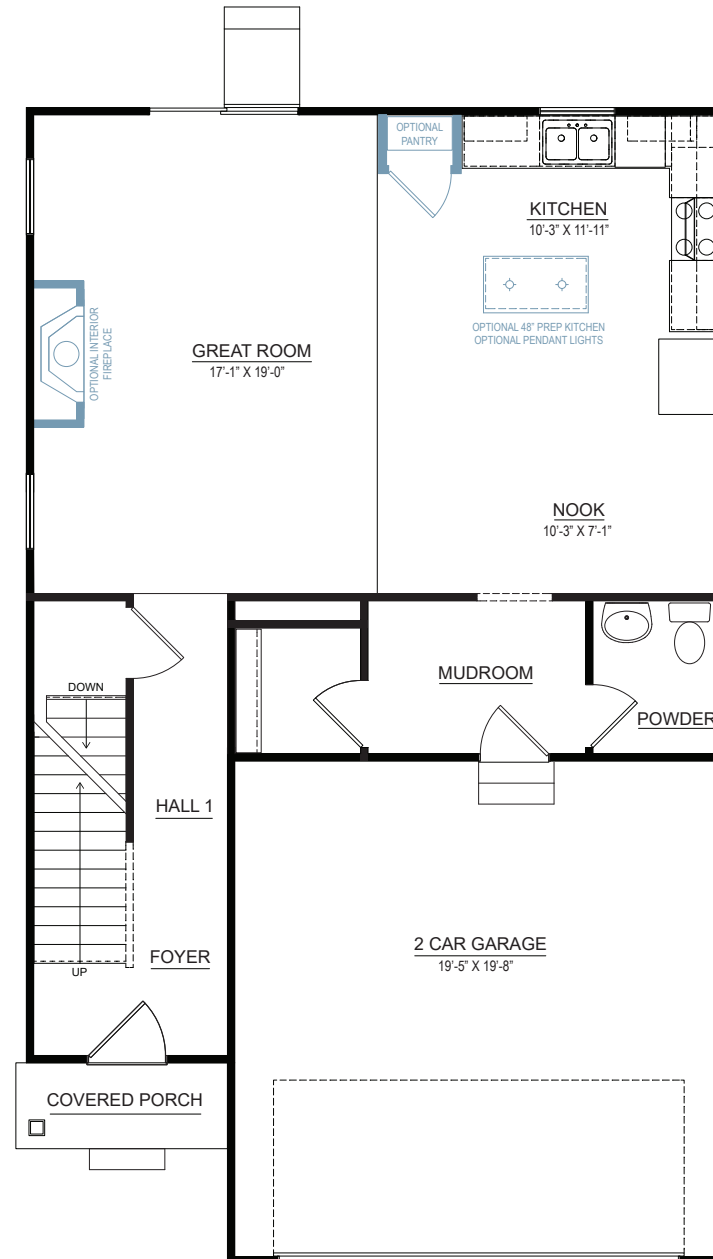 OPTIONAL
PANTRY
KITCHEN
10'-3" X 11'-11"
OPTIONAL 48" PREP KITCHEN
OPTIONAL PENDANT LIGHTS
OPTIONAL INTERIOR
FIREPLACE
GREAT ROOM
17'-1" X 19'-0"
NOOK
10'-3" X 7'-1"
MUDROOM
POWDER
DOWN
HALL 1
FOYER
UP
2 CAR GARAGE
19'-5" X 19'-8"
COVERED PORCH